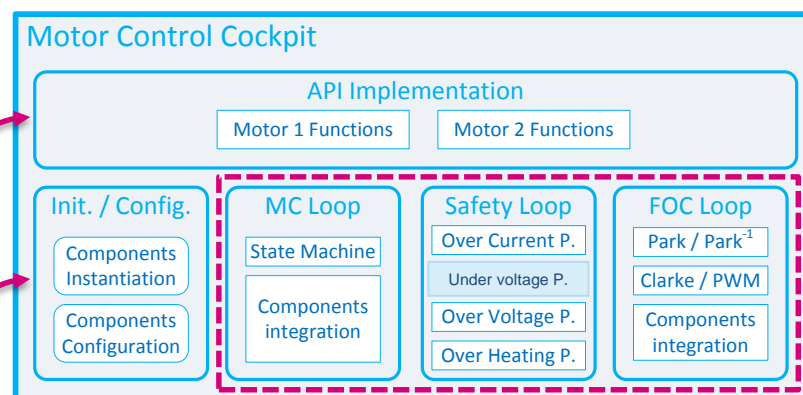 Motor Control Cockpit
API Implementation
Motor 1 Functions
Motor 2 Functions
Init. / Config.
Components
Instantiation
Components
Configuration
MC Loop
State Machine
Components
integration
Safety Loop
Over Current P.
Under voltage P.
Over Voltage P.
Over Heating P.
FOC Loop
Park / Park⁻¹
Clarke / PWM
Components
integration